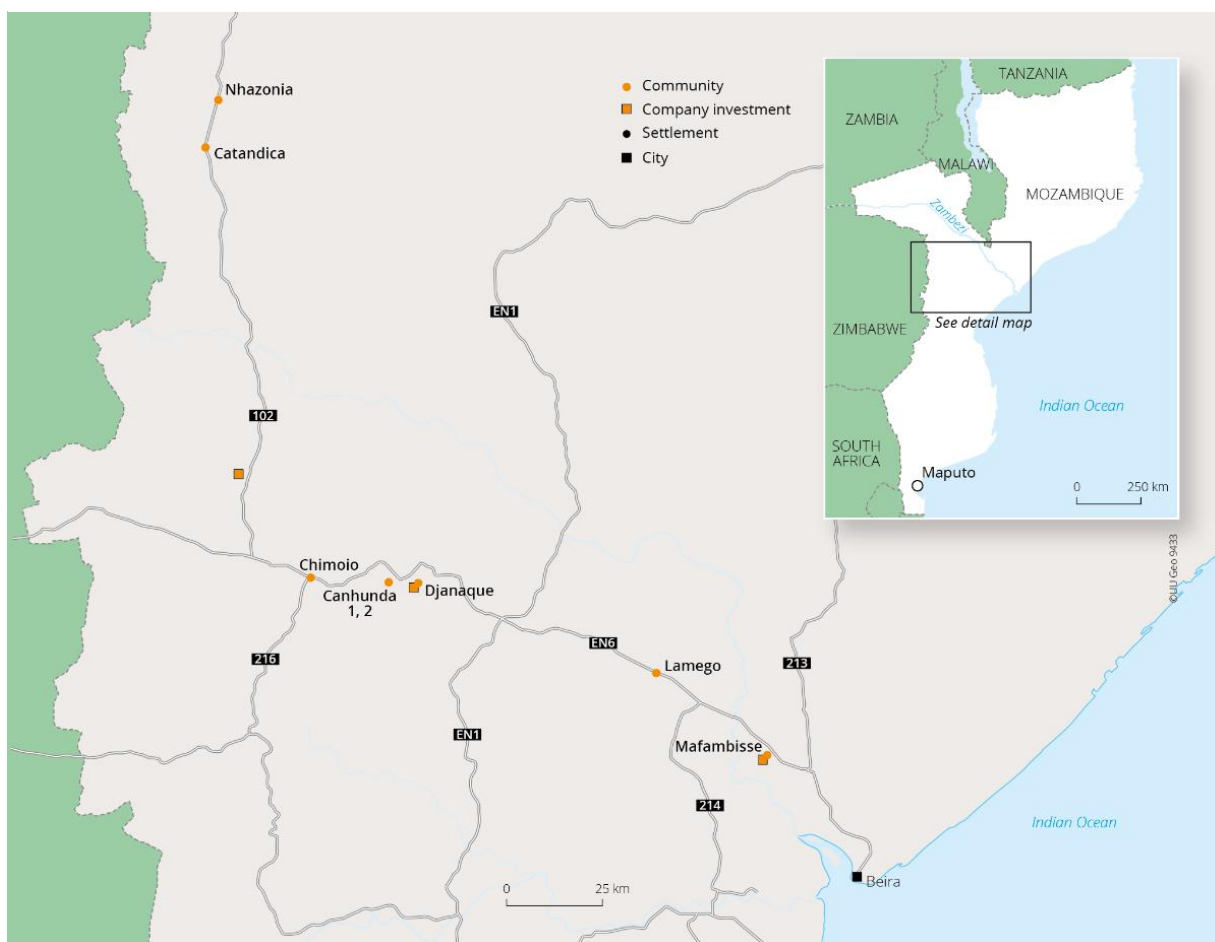 Nhazonia
Catandica
Community
Company investment
Settlement
City
TANZANIA
ZAMBIA
MALAWI
MOZAMBIQUE
Zambezi
ZIMBABWE
See detail map
Indian Ocean
SOUTH
AFRICA
Maputo
0 250 km
EN1
102
Chimoio
Canhunda
1, 2
Djanaque
EN6
216
Lamego
213
EN1
Mafambisse
214
Indian Ocean
Beira
0 25 km
©UU Geo 9433